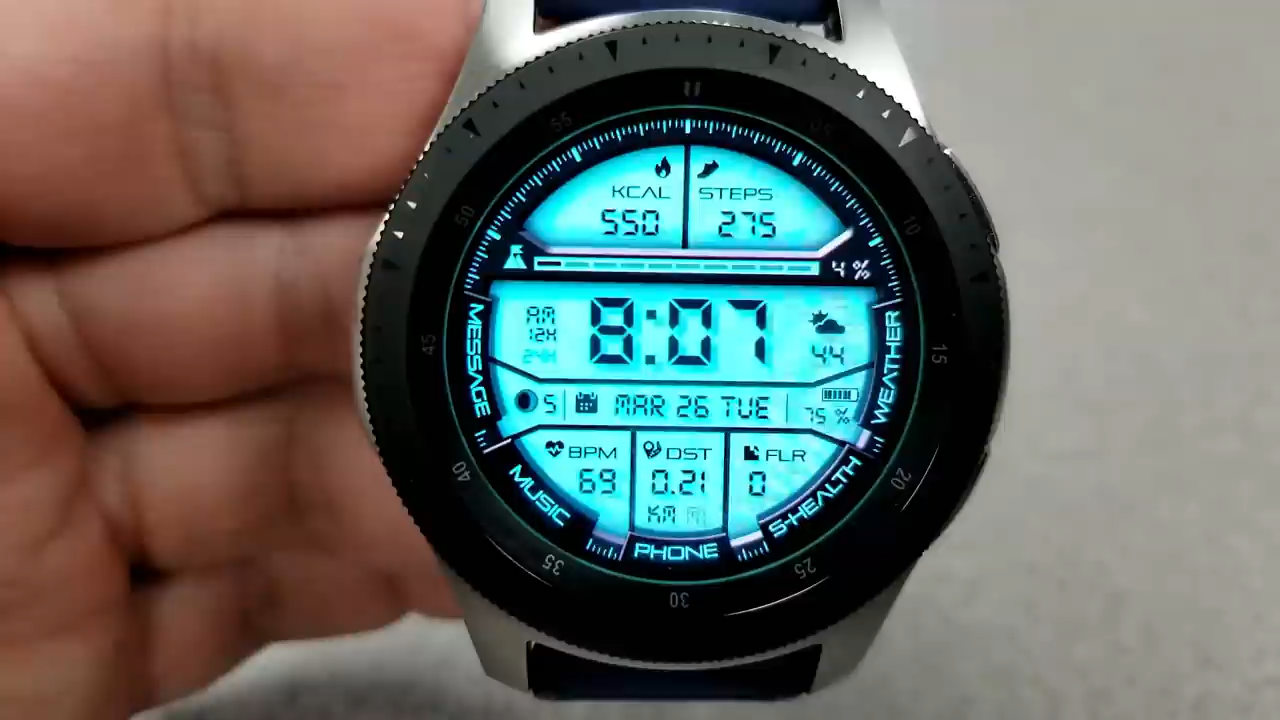 55
05
50
10
45
15
40
20
35
25
30
KCAL
STEPS
550
275
4 %
AM
12H
24H
8:07
44
5
MAR 26 TUE
75 %
BPM
DST
FLR
69
0.21
0
KM MI
MESSAGE
WEATHER
MUSIC
PHONE
S-HEALTH